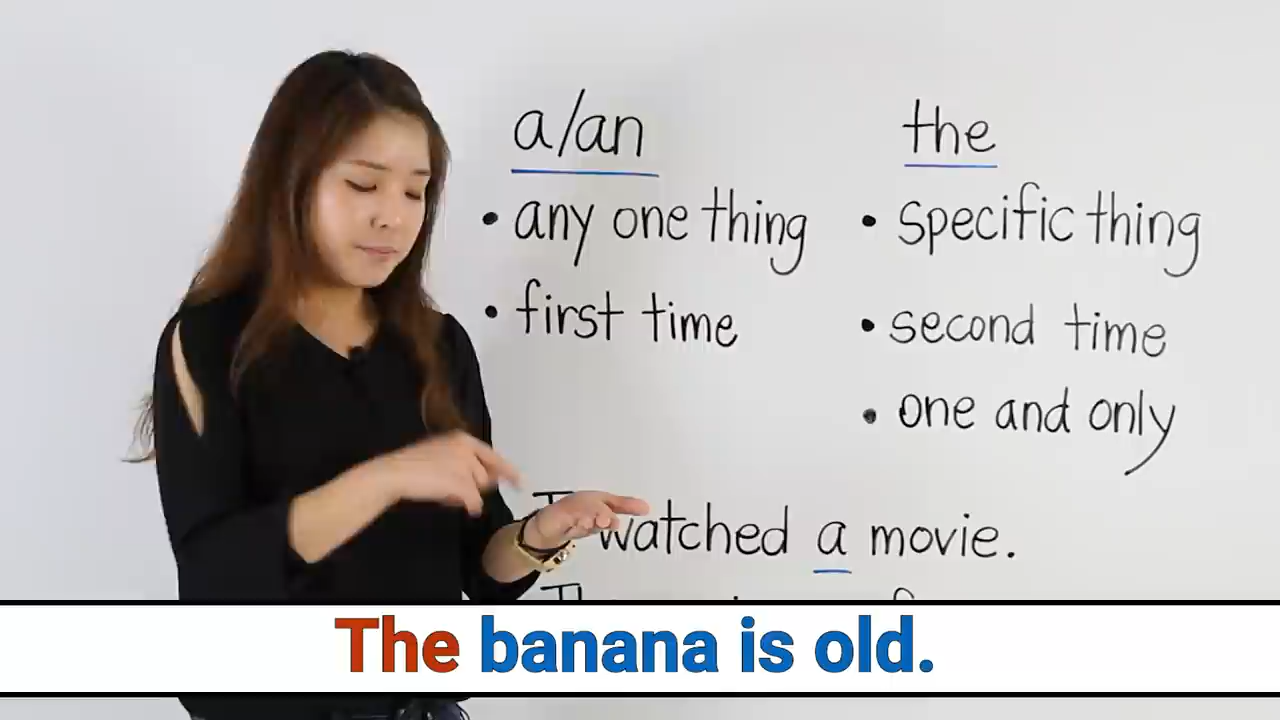 a/an
• any one thing
• first time
the
• specific thing
• second time
• one and only
watched a movie.
The banana is old.